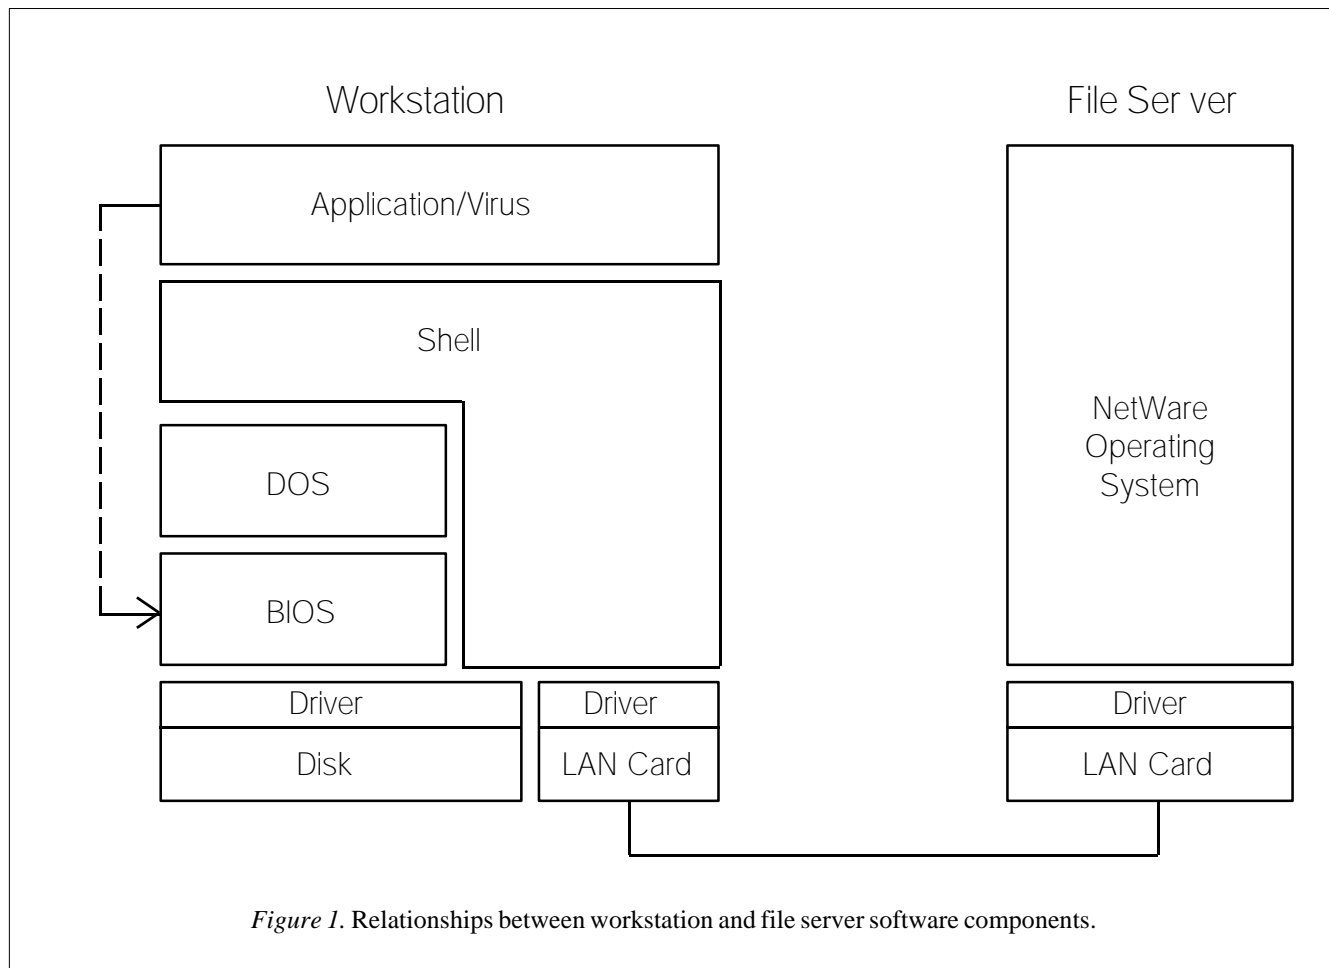 Workstation
File Ser ver
Application/Virus
Shell
DOS
BIOS
Driver
Disk
Driver
LAN Card
NetWare
Operating
System
Driver
LAN Card
Figure 1. Relationships between workstation and file server software components.